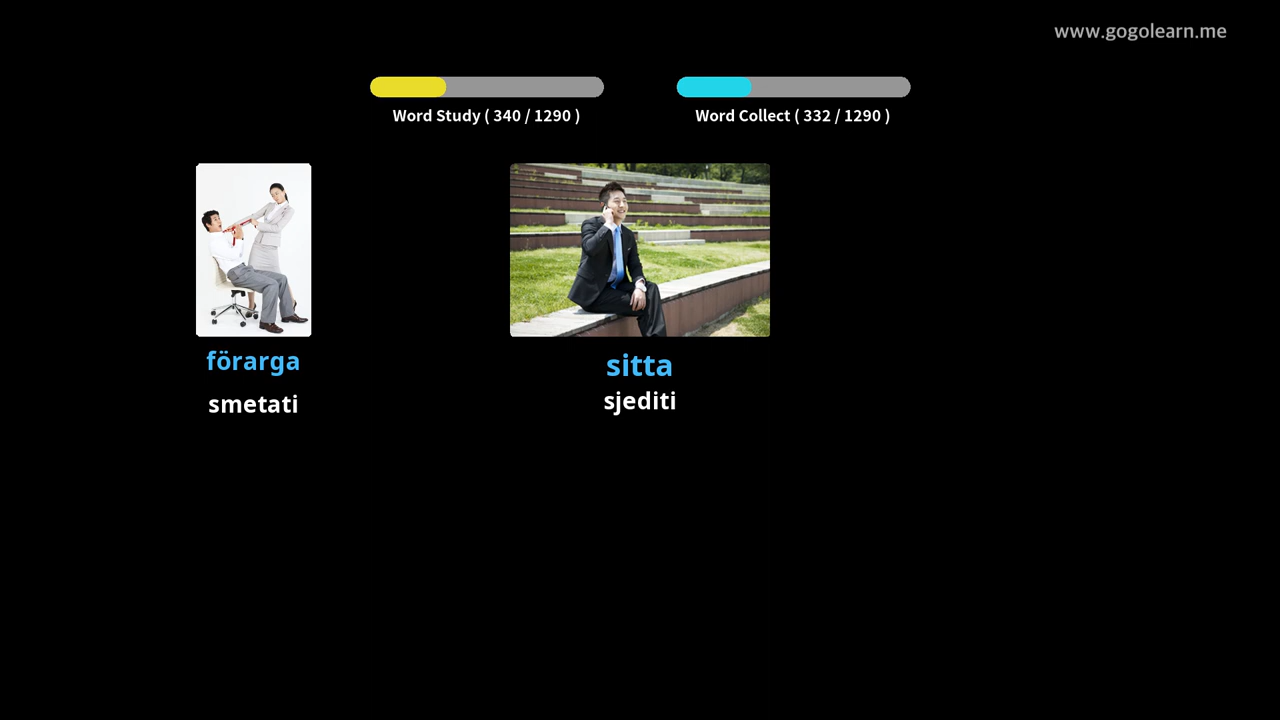 www.gogolearn.me
Word Study ( 340 / 1290 )
Word Collect ( 332 / 1290 )
förarga
smetati
sitta
sjediti